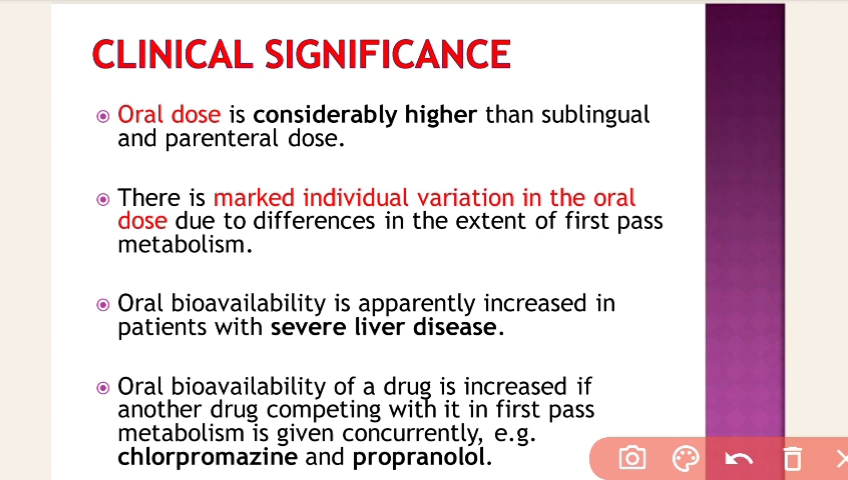 CLINICAL SIGNIFICANCE
Oral dose is considerably higher than sublingual
and parenteral dose.
There is marked individual variation in the oral
dose due to differences in the extent of first pass
metabolism.
Oral bioavailability is apparently increased in
patients with severe liver disease.
Oral bioavailability of a drug is increased if
another drug competing with it in first pass
metabolism is given concurrently, e.g.
chlorpromazine and propranolol.